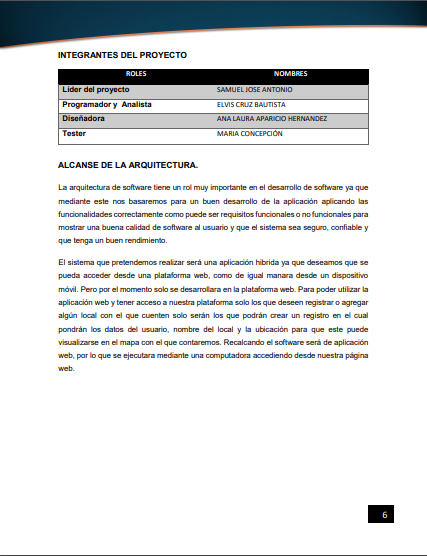 INTEGRANTES DEL PROYECTO
ROLES NOMBRES
Líder del proyecto SAMUEL JOSE ANTONIO
Programador y Analista ELVIS CRUZ BAUTISTA
Diseñadora ANA LAURA APARICIO HERNANDEZ
Tester MARIA CONCEPCIÓN
ALCANSE DE LA ARQUITECTURA.
La arquitectura de software tiene un rol muy importante en el desarrollo de software ya que
mediante este nos basaremos para un buen desarrollo de la aplicación aplicando las
funcionalidades correctamente como puede ser requisitos funcionales o no funcionales para
mostrar una buena calidad de software al usuario y que el sistema sea seguro, confiable y
que tenga un buen rendimiento.
El sistema que pretendemos realizar será una aplicación hibrida ya que deseamos que se
pueda acceder desde una plataforma web, como de igual manara desde un dispositivo
móvil. Pero por el momento solo se desarrollara en la plataforma web. Para poder utilizar la
aplicación web y tener acceso a nuestra plataforma solo los que deseen registrar o agregar
algún local con el que cuenten solo serán los que podrán crear un registro en el cual
pondrán los datos del usuario, nombre del local y la ubicación para que este puede
visualizarse en el mapa con el que contaremos. Recalcando el software será de aplicación
web, por lo que se ejecutara mediante una computadora accediendo desde nuestra página
web.
6